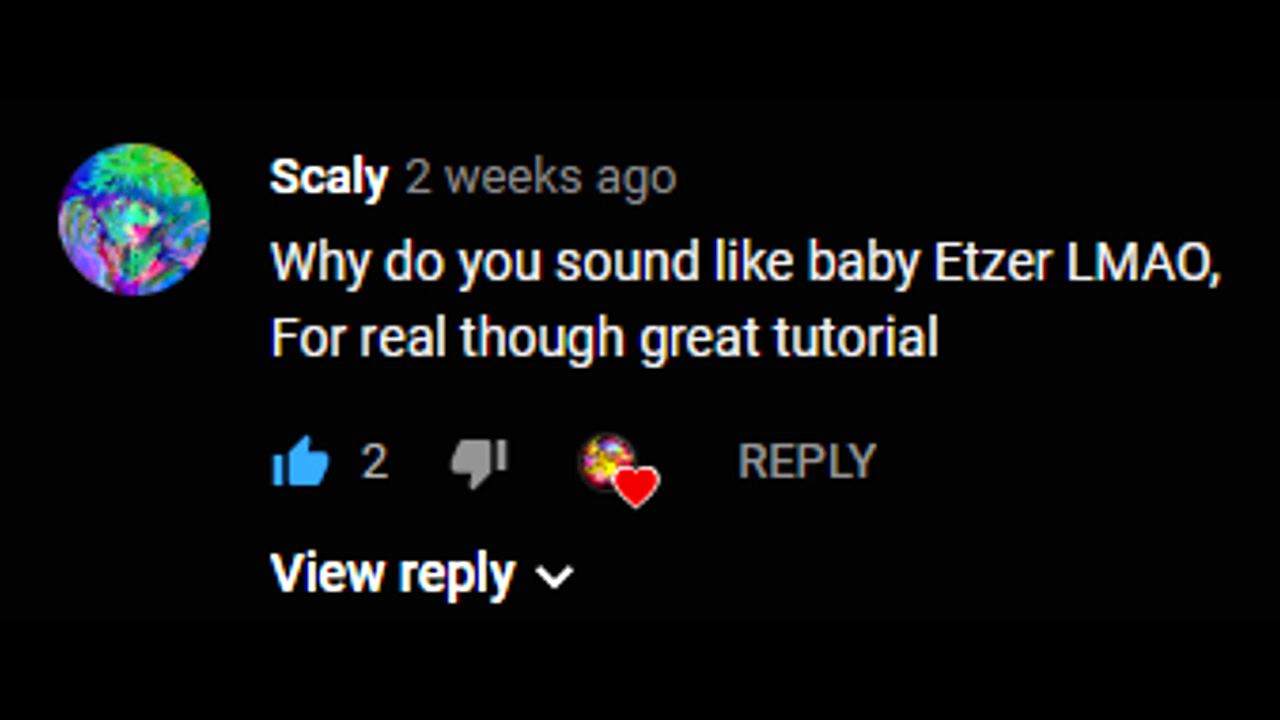 Scaly 2 weeks ago
Why do you sound like baby Etzer LMAO,
For real though great tutorial
2 REPLY
View reply